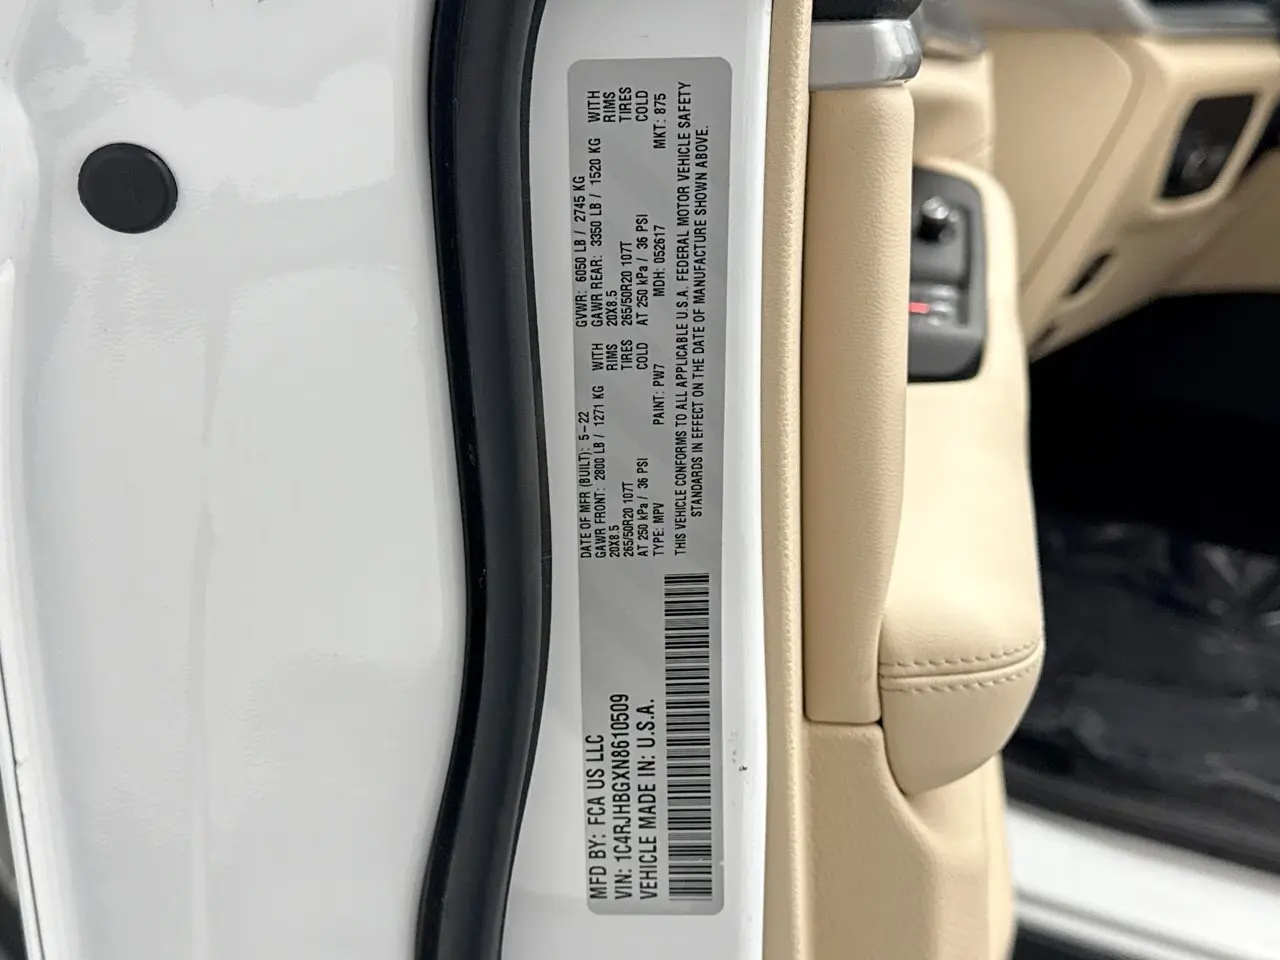 MFD BY: FCA US LLC
VIN: 1C4RJHBGXN8610509
VEHICLE MADE IN: U.S.A.
DATE OF MFR (BUILT): 5-22 GVWR: 6050 LB / 2745 KG
GAWR FRONT: 2800 LB / 1271 KG WITH GAWR REAR: 3350 LB / 1520 KG WITH
20X8.5 RIMS 20X8.5 RIMS
265/50R20 107T TIRES 265/50R20 107T TIRES
AT 250 kPa / 36 PSI COLD AT 250 kPa / 36 PSI COLD
TYPE: MPV PAINT: PW7 MDH: 052617 MKT: 875
THIS VEHICLE CONFORMS TO ALL APPLICABLE U.S.A. FEDERAL MOTOR VEHICLE SAFETY
STANDARDS IN EFFECT ON THE DATE OF MANUFACTURE SHOWN ABOVE.